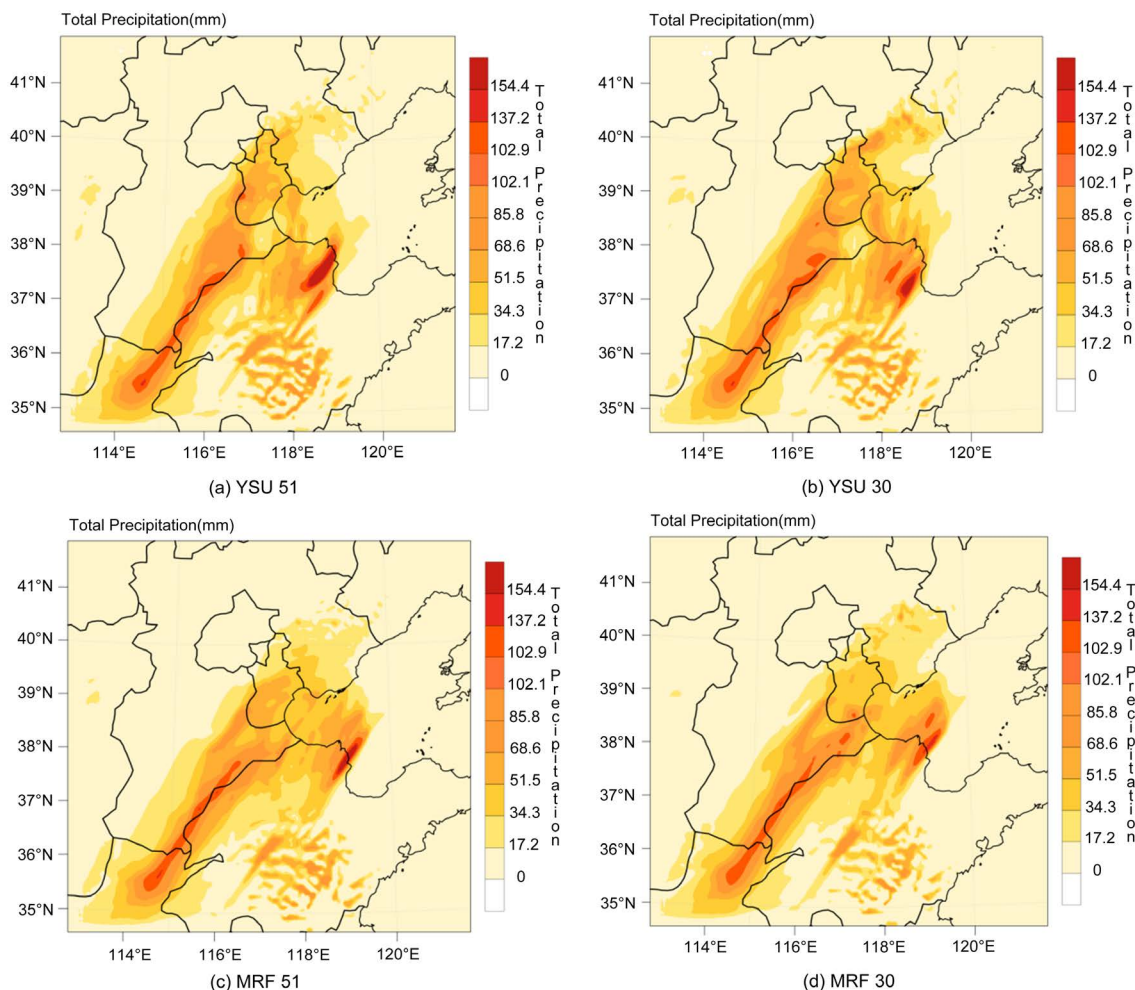 Total Precipitation(mm)
41°N
40°N
39°N
38°N
37°N
36°N
35°N
114°E 116°E 118°E 120°E
154.4
137.2
102.9
102.1
85.8
68.6
51.5
34.3
17.2
0
Total Precipitation
(a) YSU 51
Total Precipitation(mm)
41°N
40°N
39°N
38°N
37°N
36°N
35°N
114°E 116°E 118°E 120°E
154.4
137.2
102.9
102.1
85.8
68.6
51.5
34.3
17.2
0
Total Precipitation
(b) YSU 30
Total Precipitation(mm)
41°N
40°N
39°N
38°N
37°N
36°N
35°N
114°E 116°E 118°E 120°E
154.4
137.2
102.9
102.1
85.8
68.6
51.5
34.3
17.2
0
Total Precipitation
(c) MRF 51
Total Precipitation(mm)
41°N
40°N
39°N
38°N
37°N
36°N
35°N
114°E 116°E 118°E 120°E
154.4
137.2
102.9
102.1
85.8
68.6
51.5
34.3
17.2
0
Total Precipitation
(d) MRF 30